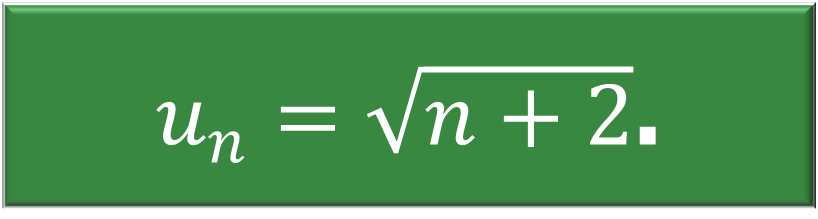 uₙ = √(n + 2).